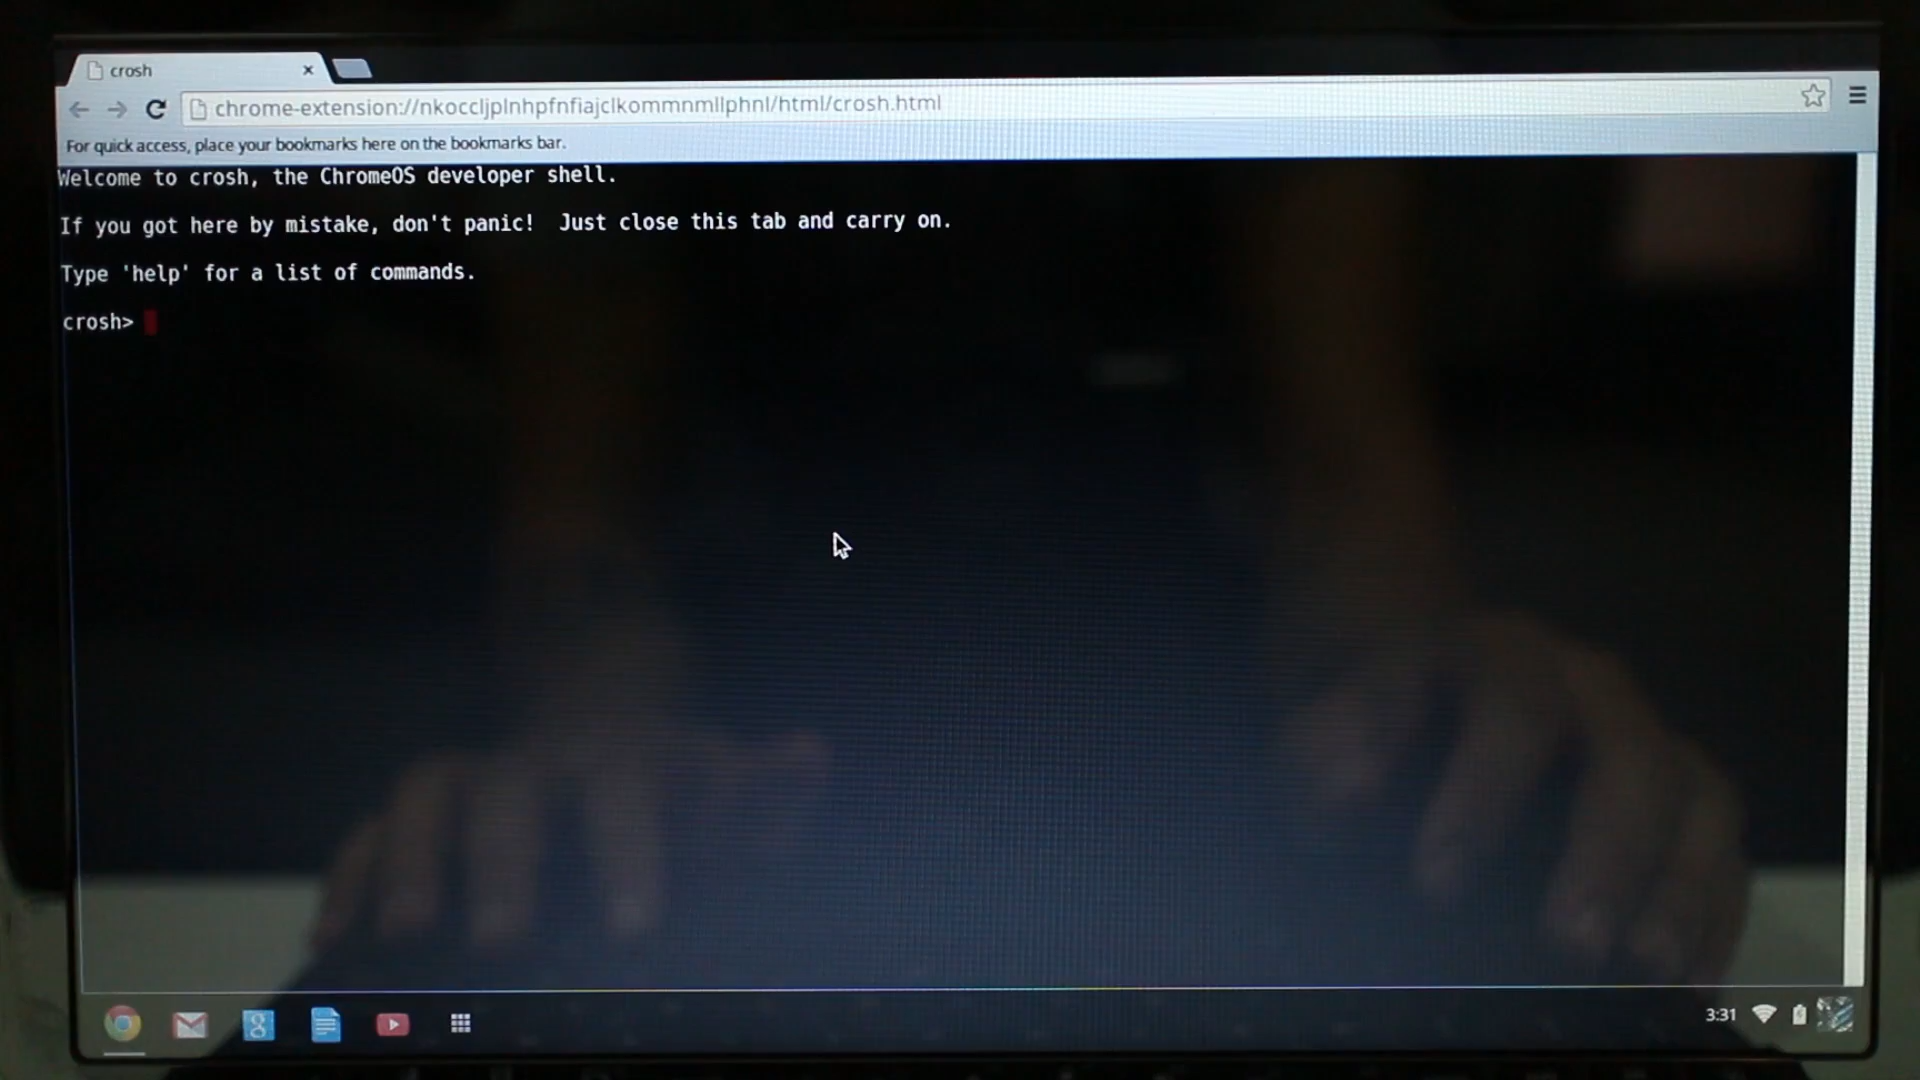 crosh
chrome-extension://nkoccljplnhpfnfiajclkommnmllphnl/html/crosh.html
For quick access, place your bookmarks here on the bookmarks bar.
Welcome to crosh, the ChromeOS developer shell.
If you got here by mistake, don't panic!  Just close this tab and carry on.
Type 'help' for a list of commands.
crosh>
8
3:31